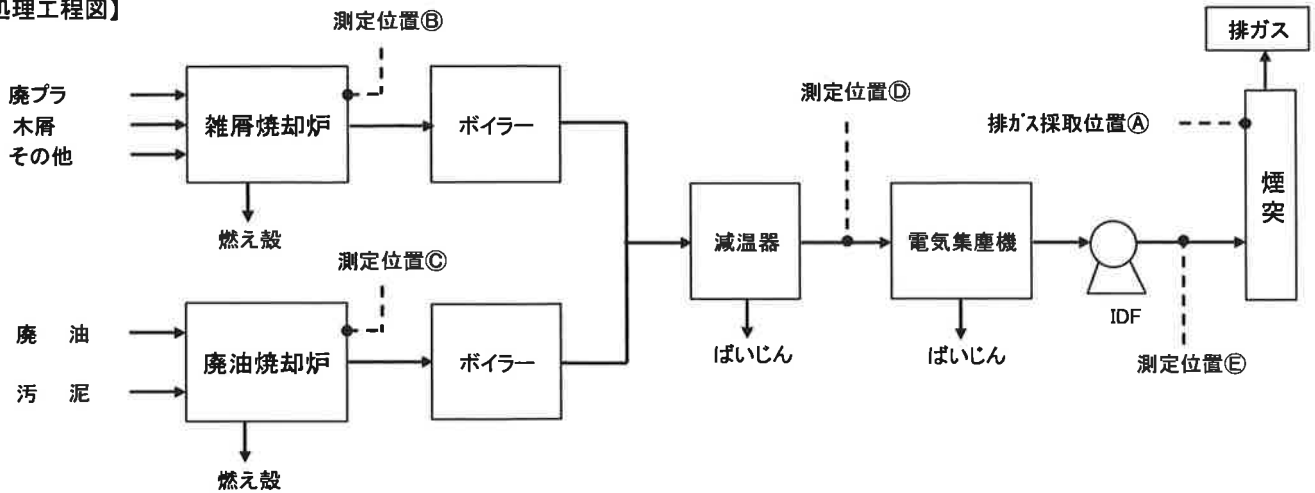 処理工程図】
測定位置Ⓑ
廃プラ
木屑
その他
雑屑焼却炉
ボイラー
燃え殻
測定位置Ⓒ
廃　油
汚　泥
廃油焼却炉
ボイラー
燃え殻
測定位置Ⓓ
減温器
ばいじん
電気集塵機
ばいじん
IDF
測定位置Ⓔ
排ガス採取位置Ⓐ
排ガス
煙突